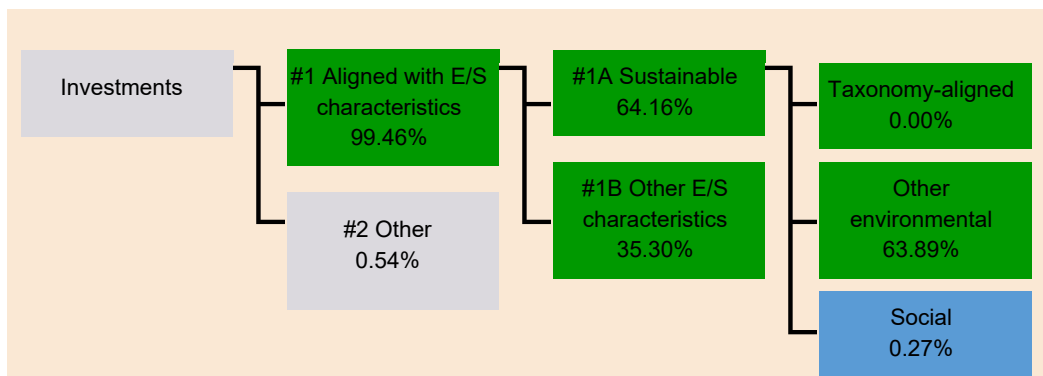 Investments
#1 Aligned with E/S
characteristics
99.46%
#2 Other
0.54%
#1A Sustainable
64.16%
#1B Other E/S
characteristics
35.30%
Taxonomy-aligned
0.00%
Other
environmental
63.89%
Social
0.27%